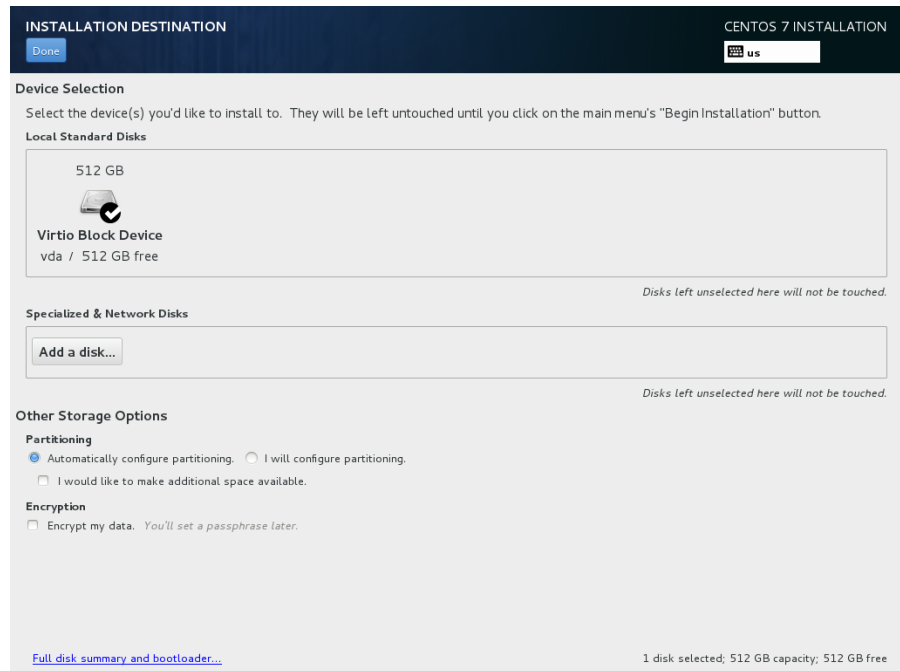 INSTALLATION DESTINATION
CENTOS 7 INSTALLATION
Done
us
Device Selection
Select the device(s) you'd like to install to. They will be left untouched until you click on the main menu's "Begin Installation" button.
Local Standard Disks
512 GB
Virtio Block Device
vda / 512 GB free
Disks left unselected here will not be touched.
Specialized & Network Disks
Add a disk...
Disks left unselected here will not be touched.
Other Storage Options
Partitioning
Automatically configure partitioning. I will configure partitioning.
I would like to make additional space available.
Encryption
Encrypt my data. You'll set a passphrase later.
Full disk summary and bootloader... 1 disk selected; 512 GB capacity; 512 GB free